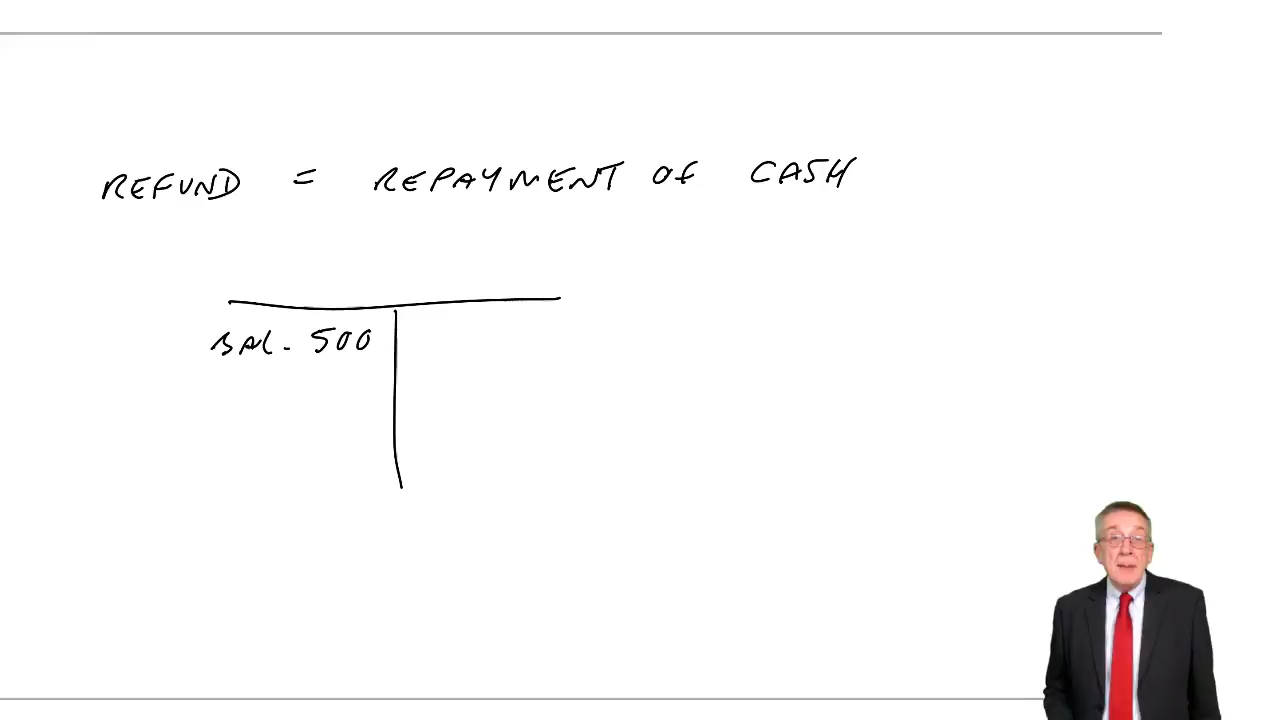 REFUND = REPAYMENT OF CASH
BAL. 500